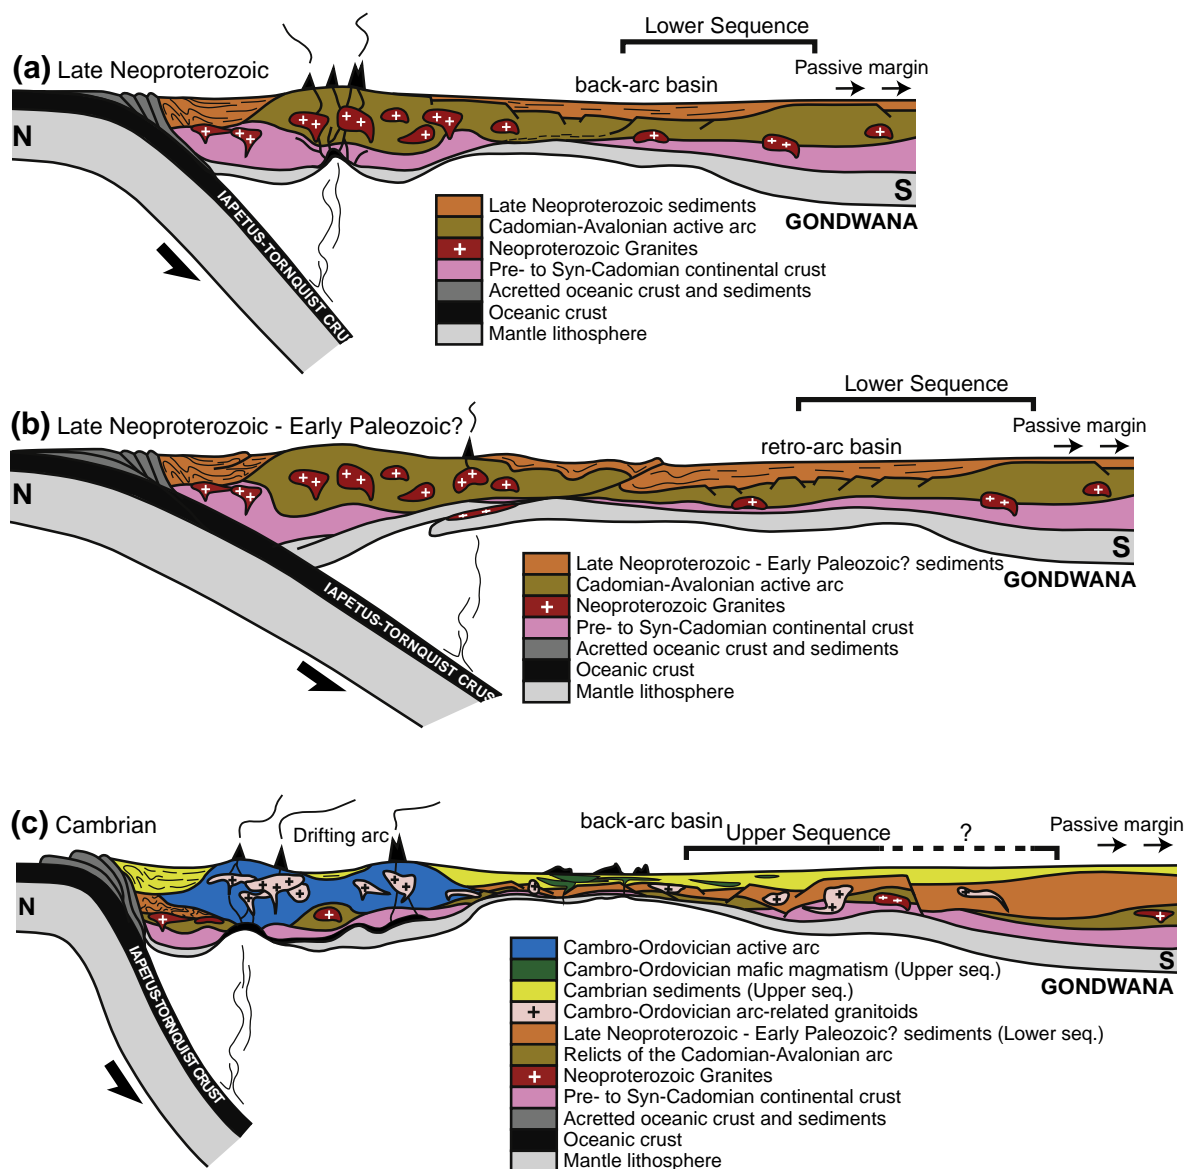 (a) Late Neoproterozoic
Lower Sequence
back-arc basin
Passive margin
N
IAPETUS-TORNQUIST CRU
S
GONDWANA
Late Neoproterozoic sediments
Cadomian-Avalonian active arc
Neoproterozoic Granites
Pre- to Syn-Cadomian continental crust
Acretted oceanic crust and sediments
Oceanic crust
Mantle lithosphere
(b) Late Neoproterozoic - Early Paleozoic?
Lower Sequence
retro-arc basin
Passive margin
N
IAPETUS-TORNQUIST CRUS
S
GONDWANA
Late Neoproterozoic - Early Paleozoic? sediments
Cadomian-Avalonian active arc
Neoproterozoic Granites
Pre- to Syn-Cadomian continental crust
Acretted oceanic crust and sediments
Oceanic crust
Mantle lithosphere
(c) Cambrian
Drifting arc
back-arc basin
Upper Sequence
?
Passive margin
N
IAPETUS-TORNQUIST CRUST
S
GONDWANA
Cambro-Ordovician active arc
Cambro-Ordovician mafic magmatism (Upper seq.)
Cambrian sediments (Upper seq.)
Cambro-Ordovician arc-related granitoids
Late Neoproterozoic - Early Paleozoic? sediments (Lower seq.)
Relicts of the Cadomian-Avalonian arc
Neoproterozoic Granites
Pre- to Syn-Cadomian continental crust
Acretted oceanic crust and sediments
Oceanic crust
Mantle lithosphere